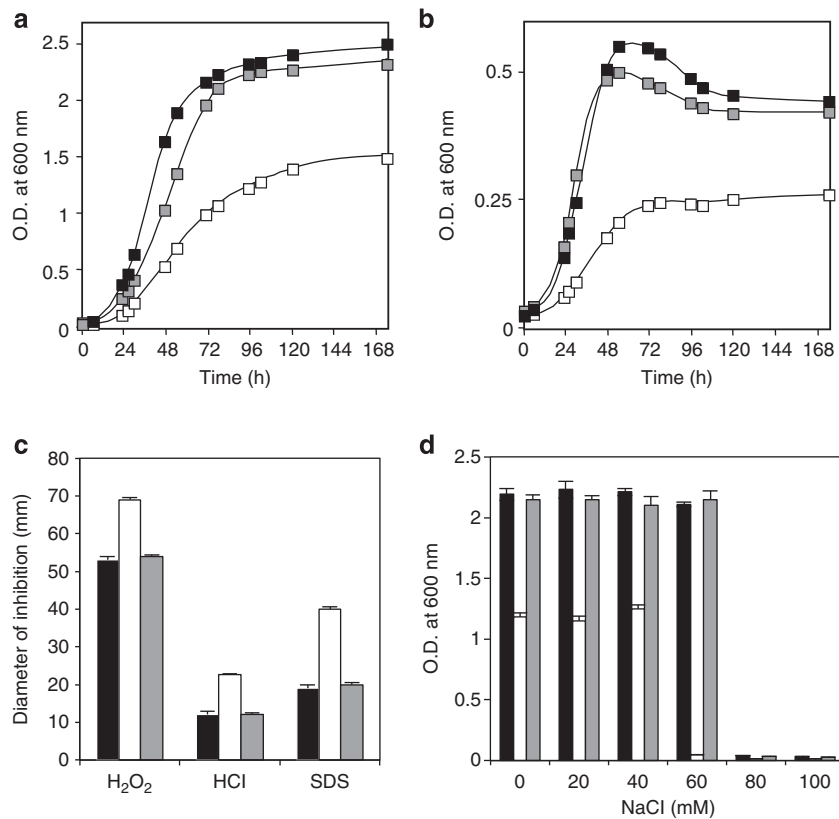 a
2.5
2
1.5
1
0.5
0
O.D. at 600 nm
0 24 48 72 96 120 144 168
Time (h)
b
0.5
0.25
0
O.D. at 600 nm
0 24 48 72 96 120 144 168
Time (h)
c
80
70
60
50
40
30
20
10
0
Diameter of inhibition (mm)
H₂O₂ HCl SDS
d
2.5
2
1.5
1
0.5
0
O.D. at 600 nm
0 20 40 60 80 100
NaCl (mM)